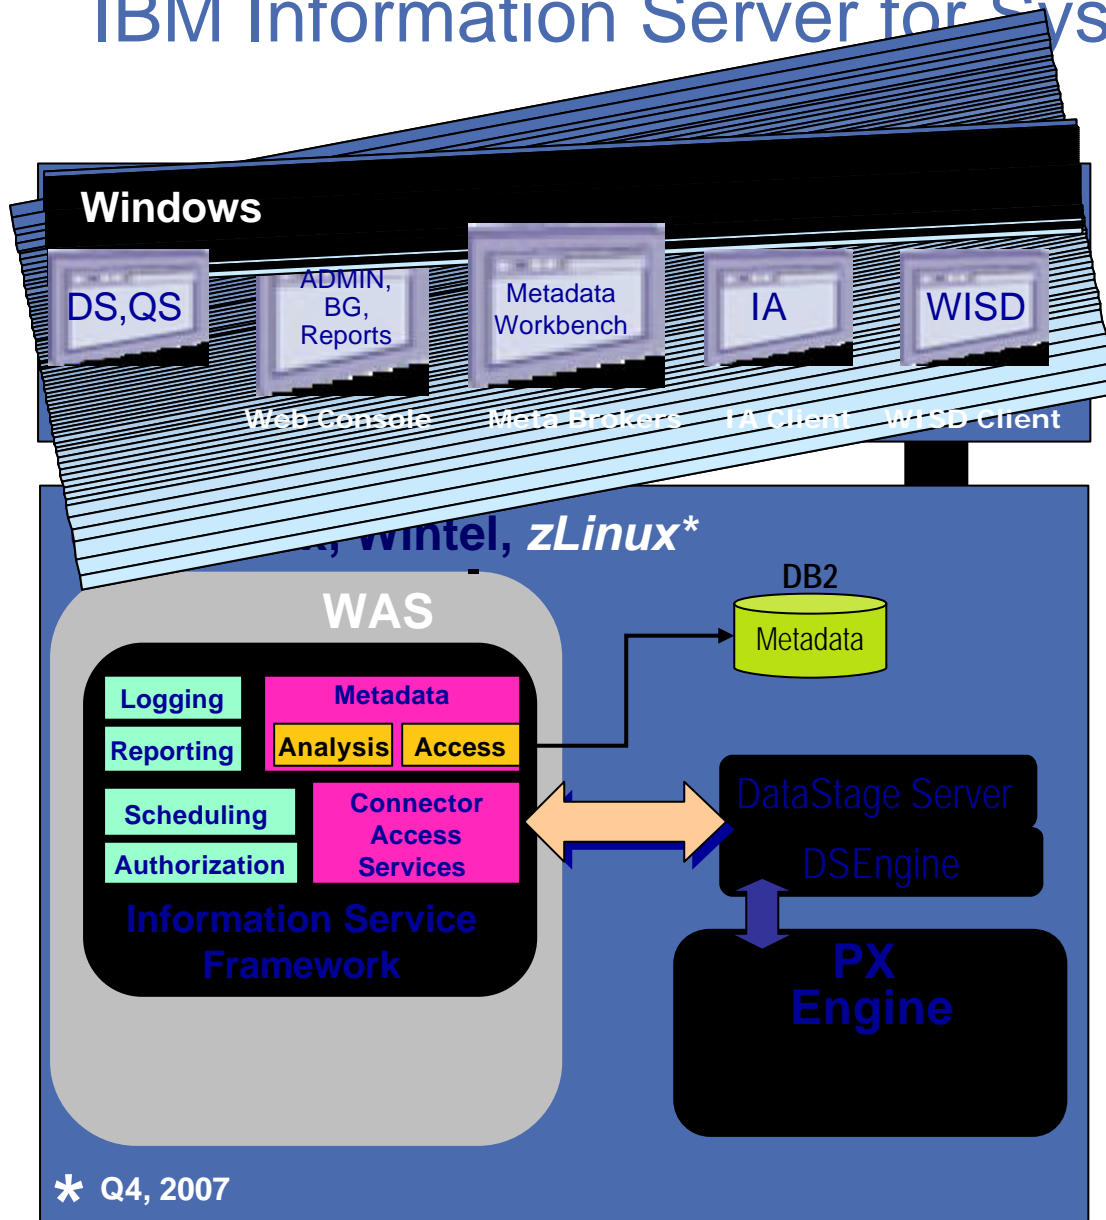 IBM Information Server for Sys
Windows
DS,QS
ADMIN,
BG,
Reports
Metadata
Workbench
IA
WISD
Web Console
Meta Brokers
IA Client
WISD Client
Wintel, zLinux*
WAS
DB2
Metadata
Logging
Metadata
Reporting
Analysis
Access
Scheduling
Connector
Access
Services
Authorization
Information Service
Framework
DataStage Server
DSEngine
PX
Engine
* Q4, 2007